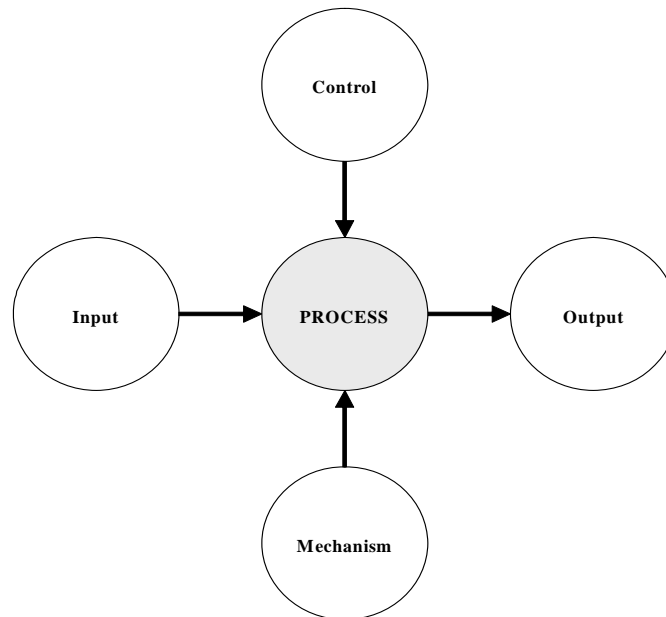 Control
Input
PROCESS
Output
Mechanism